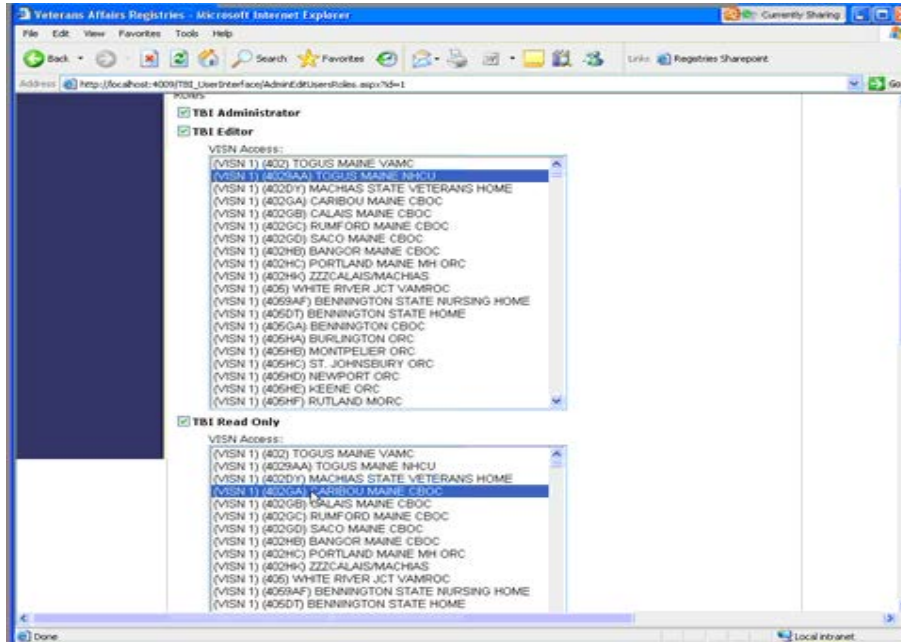 Veterans Affairs Registries - Microsoft Internet Explorer
Currently Sharing
File Edit View Favorites Tools Help
Back Search Favorites Links Registries Sharepoint
Address http://localhost:4009/TBI_UserInterface/AdminEditUsersRoles.aspx?id=1 Go
Roles
TBI Administrator
TBI Editor
VISN Access:
(VISN 1) (402) TOGUS MAINE VAMC
(VISN 1) (4029AA) TOGUS MAINE NHCU
(VISN 1) (402DY) MACHIAS STATE VETERANS HOME
(VISN 1) (402GA) CARIBOU MAINE CBOC
(VISN 1) (402GB) CALAIS MAINE CBOC
(VISN 1) (402GC) RUMFORD MAINE CBOC
(VISN 1) (402GD) SACO MAINE CBOC
(VISN 1) (402HB) BANGOR MAINE CBOC
(VISN 1) (402HC) PORTLAND MAINE MH ORC
(VISN 1) (402HK) ZZZCALAIS/MACHIAS
(VISN 1) (405) WHITE RIVER JCT VAMROC
(VISN 1) (4059AF) BENNINGTON STATE NURSING HOME
(VISN 1) (405DT) BENNINGTON STATE HOME
(VISN 1) (405GA) BENNINGTON CBOC
(VISN 1) (405HA) BURLINGTON ORC
(VISN 1) (405HB) MONTPELIER ORC
(VISN 1) (405HC) ST. JOHNSBURY ORC
(VISN 1) (405HD) NEWPORT ORC
(VISN 1) (405HE) KEENE ORC
(VISN 1) (405HF) RUTLAND MORC
TBI Read Only
VISN Access:
(VISN 1) (402) TOGUS MAINE VAMC
(VISN 1) (4029AA) TOGUS MAINE NHCU
(VISN 1) (402DY) MACHIAS STATE VETERANS HOME
(VISN 1) (402GA) CARIBOU MAINE CBOC
(VISN 1) (402GB) CALAIS MAINE CBOC
(VISN 1) (402GC) RUMFORD MAINE CBOC
(VISN 1) (402GD) SACO MAINE CBOC
(VISN 1) (402HB) BANGOR MAINE CBOC
(VISN 1) (402HC) PORTLAND MAINE MH ORC
(VISN 1) (402HK) ZZZCALAIS/MACHIAS
(VISN 1) (405) WHITE RIVER JCT VAMROC
(VISN 1) (4059AF) BENNINGTON STATE NURSING HOME
(VISN 1) (405DT) BENNINGTON STATE HOME
Done Local intranet